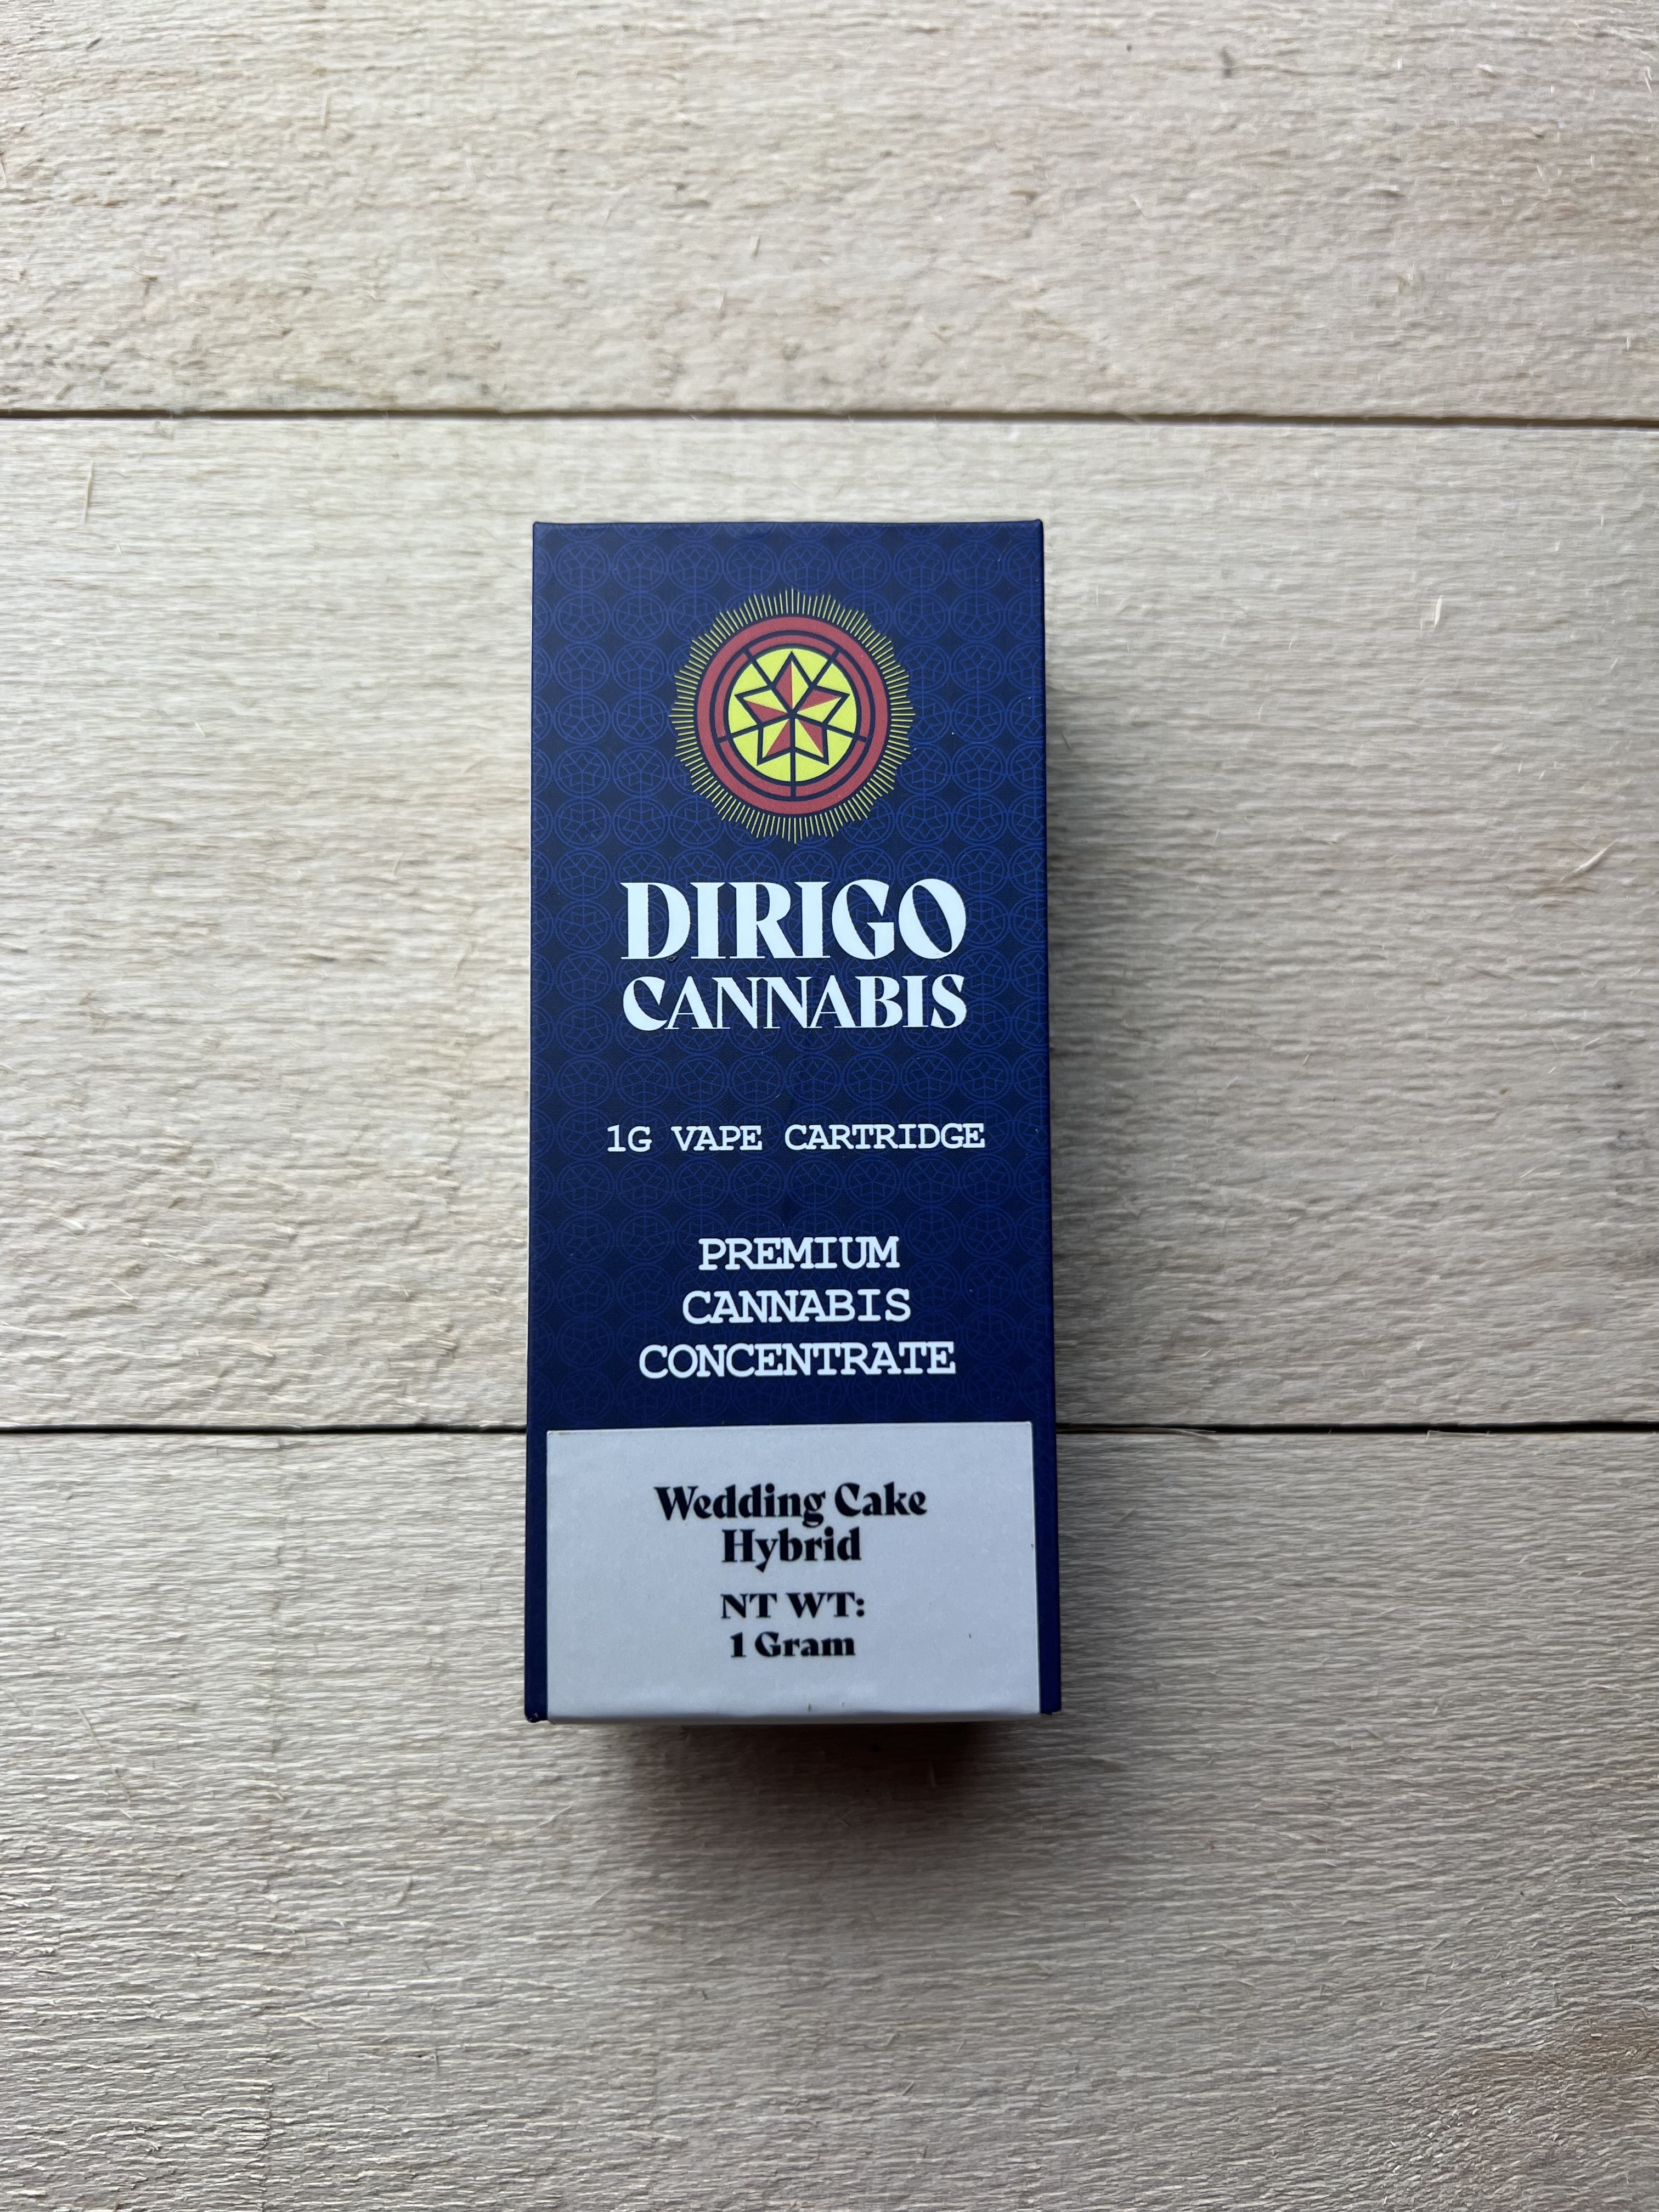 DIRIGO
CANNABIS
1G VAPE CARTRIDGE
PREMIUM
CANNABIS
CONCENTRATE
Wedding Cake
Hybrid
NT WT:
1 Gram